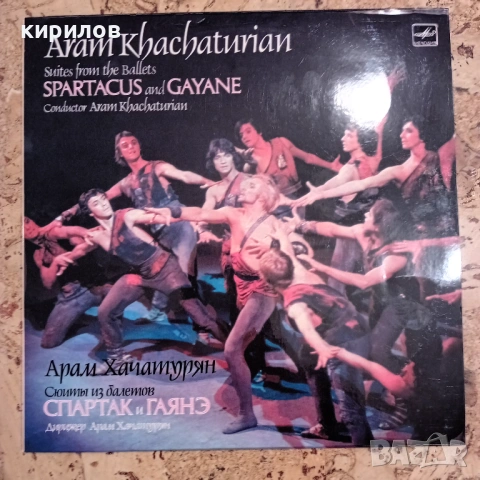 кирилов
Aram Khachaturian
Suites from the Ballets
SPARTACUS and GAYANE
Conductor Aram Khachaturian
Арам Хачатурян
Сюиты из балетов
СПАРТАК и ГАЯНЭ
Дирижер Арам Хачатурян
BAZAR